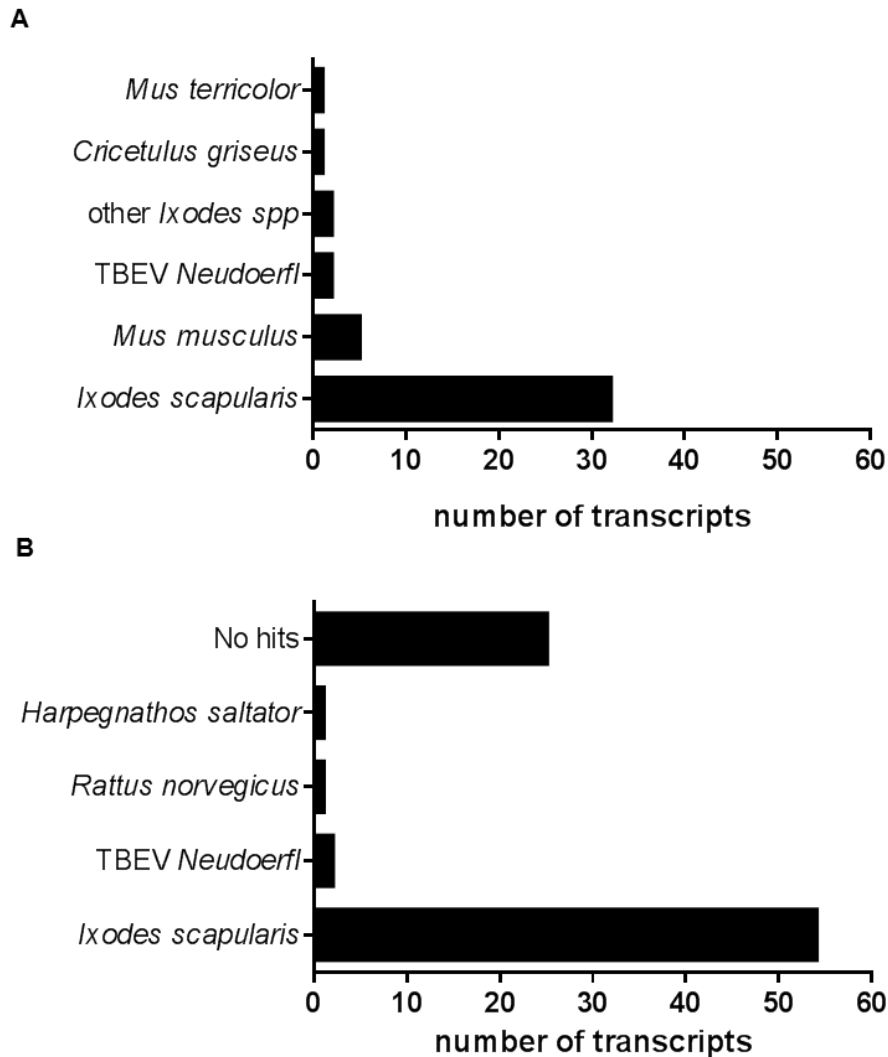 A
Mus terricolor
Cricetulus griseus
other Ixodes spp
TBEV Neudoerfl
Mus musculus
Ixodes scapularis
0 10 20 30 40 50 60
number of transcripts
B
No hits
Harpegnathos saltator
Rattus norvegicus
TBEV Neudoerfl
Ixodes scapularis
0 10 20 30 40 50 60
number of transcripts